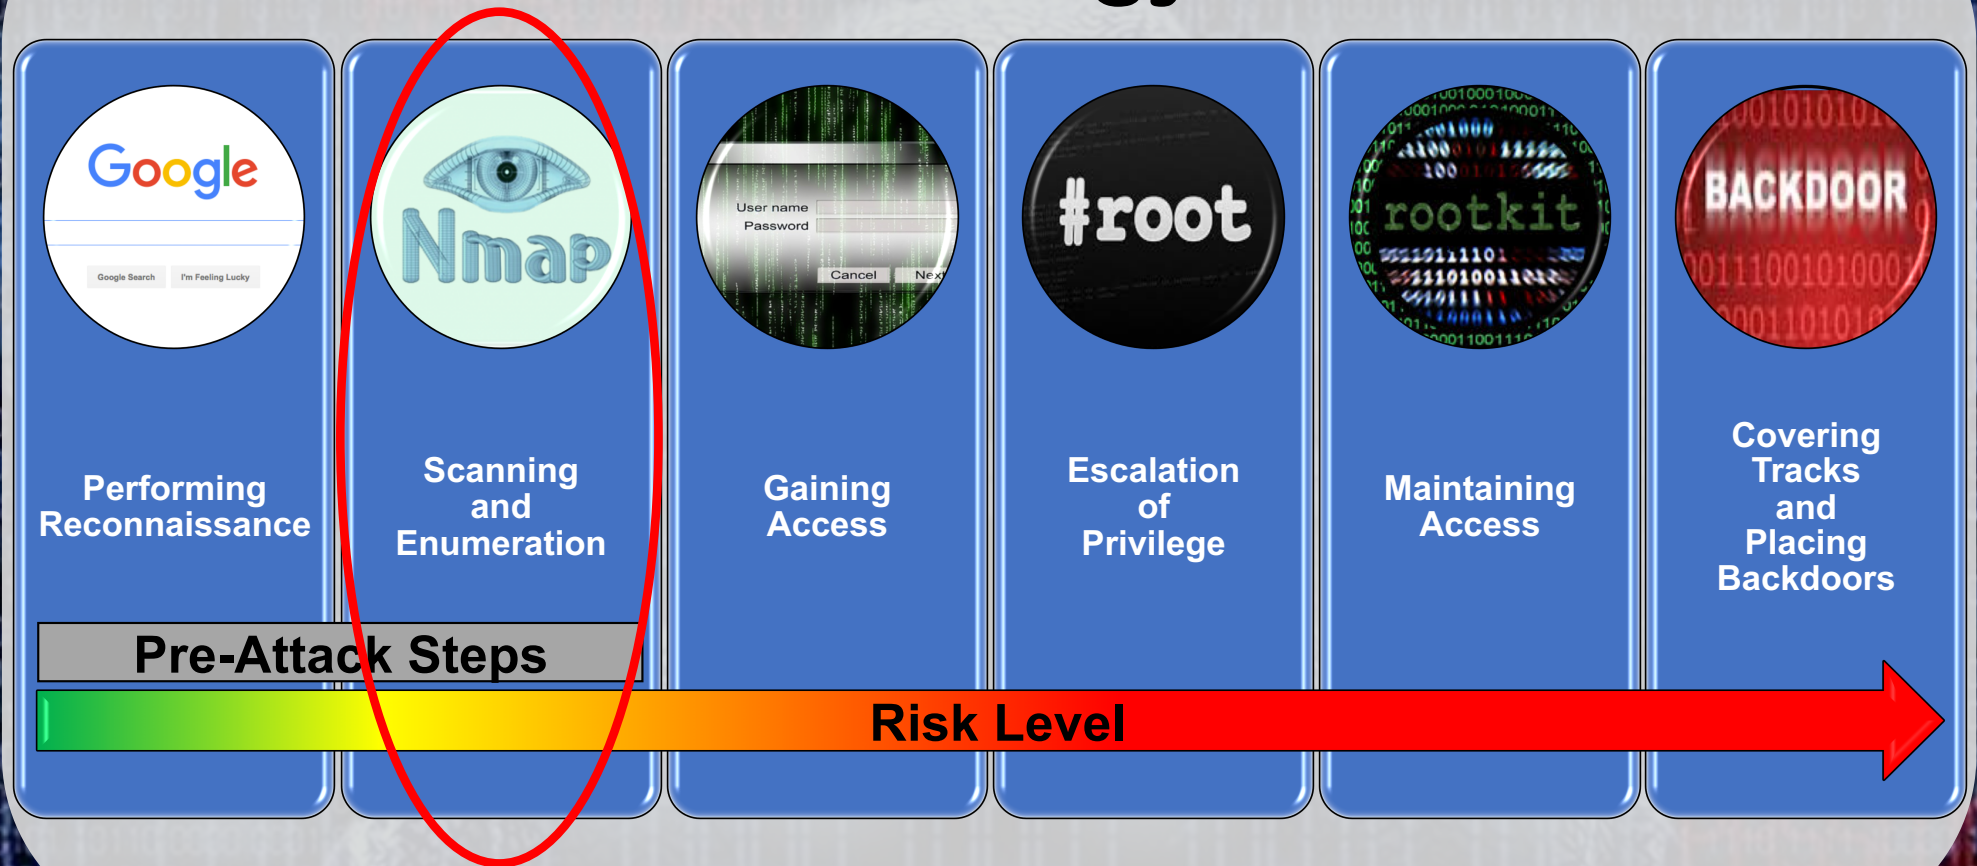 Google
Google Search
I'm Feeling Lucky
Nmap
User name
Password
Cancel
Next
#root
rootkit
BACKDOOR
Performing
Reconnaissance
Scanning
and
Enumeration
Gaining
Access
Escalation
of
Privilege
Maintaining
Access
Covering
Tracks
and
Placing
Backdoors
Pre-Attack Steps
Risk Level